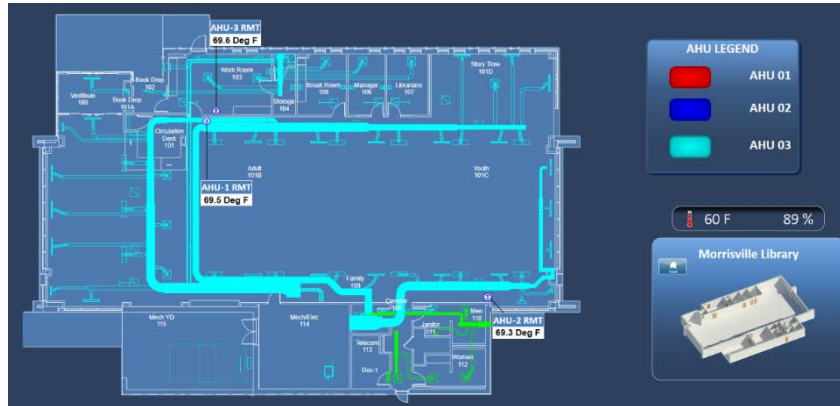 AHU-3 RMT
69.6 Deg F
Work Room
103
Story Time
101D
Book Drop
102
Break Room
105
Manager
106
Librarians
107
Vestibule
100
Book Drop
101A
Storage
104
Circulation
Desk
101
Adult
101B
Youth
101C
AHU-1 RMT
69.5 Deg F
Family
109
Corridor
Mech YD
115
Mech/Elec
114
Men
110
Janitor
111
AHU-2 RMT
69.3 Deg F
Telecom
113
Women
112
AHU LEGEND
AHU 01
AHU 02
AHU 03
60 F 89 %
Morrisville Library